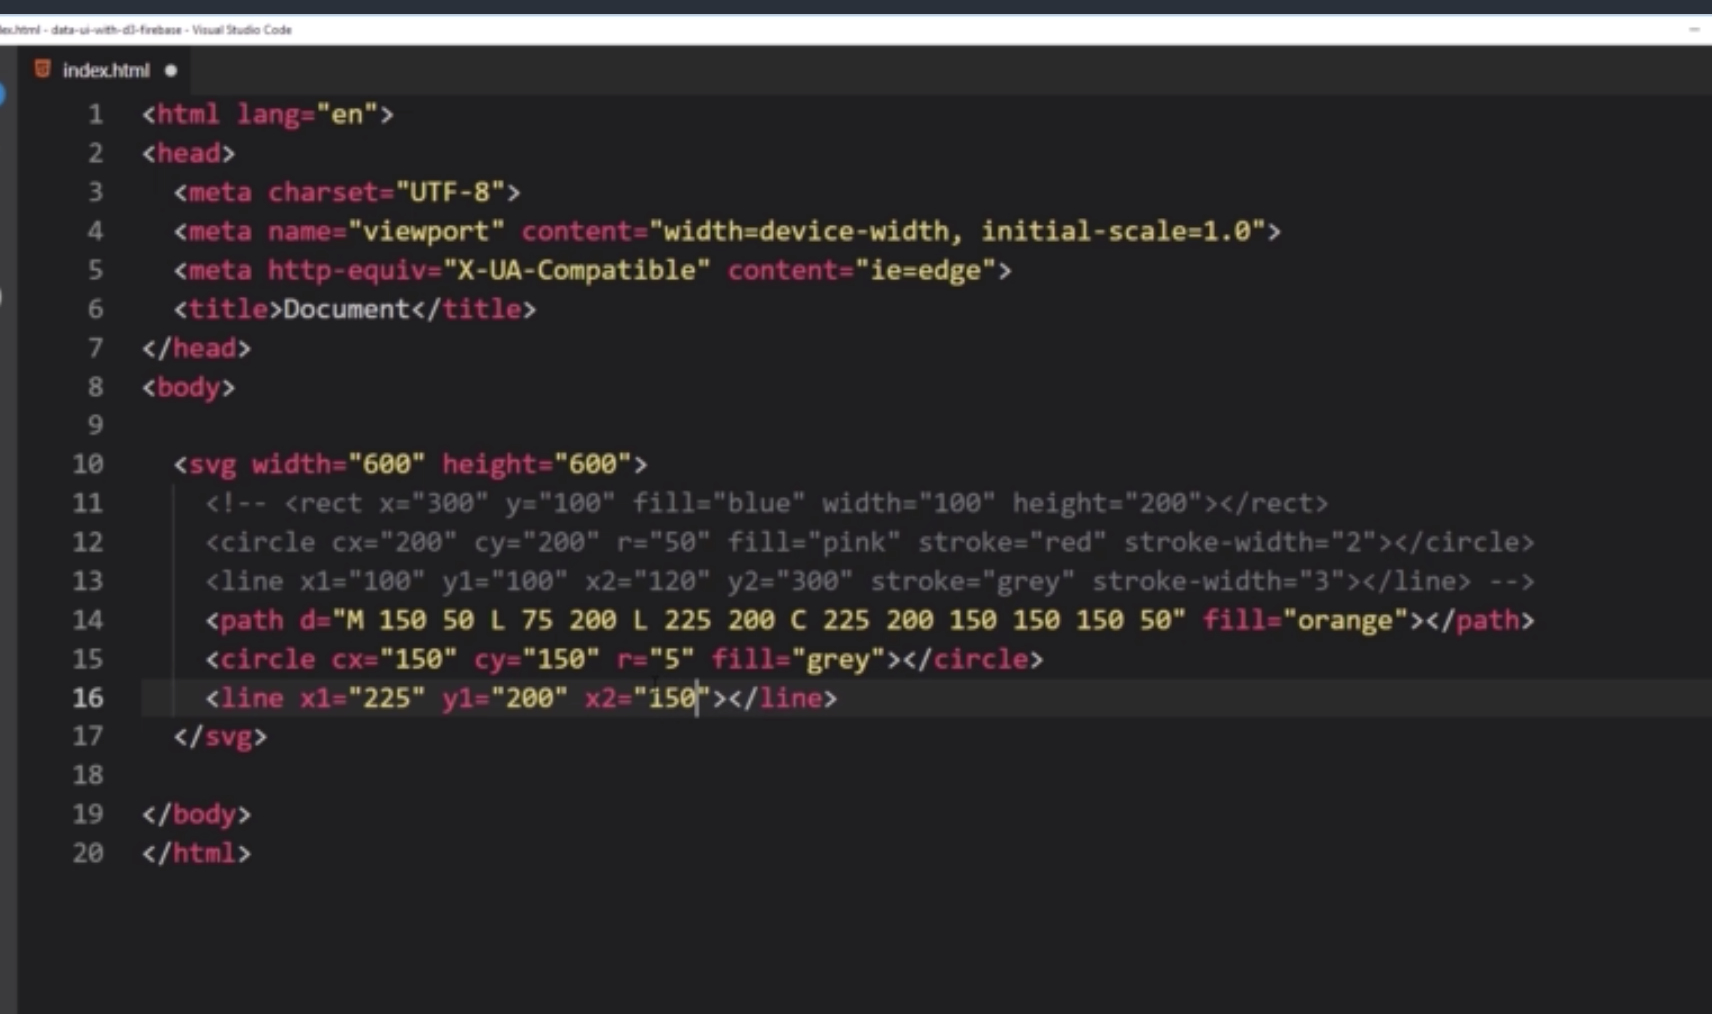 index.html - data-ui-with-d3-firebase - Visual Studio Code
index.html
1 <html lang="en">
2 <head>
3   <meta charset="UTF-8">
4   <meta name="viewport" content="width=device-width, initial-scale=1.0">
5   <meta http-equiv="X-UA-Compatible" content="ie=edge">
6   <title>Document</title>
7 </head>
8 <body>
9
10   <svg width="600" height="600">
11     <!-- <rect x="300" y="100" fill="blue" width="100" height="200"></rect>
12     <circle cx="200" cy="200" r="50" fill="pink" stroke="red" stroke-width="2"></circle>
13     <line x1="100" y1="100" x2="120" y2="300" stroke="grey" stroke-width="3"></line> -->
14     <path d="M 150 50 L 75 200 L 225 200 C 225 200 150 150 150 50" fill="orange"></path>
15     <circle cx="150" cy="150" r="5" fill="grey"></circle>
16     <line x1="225" y1="200" x2="150"></line>
17   </svg>
18
19 </body>
20 </html>